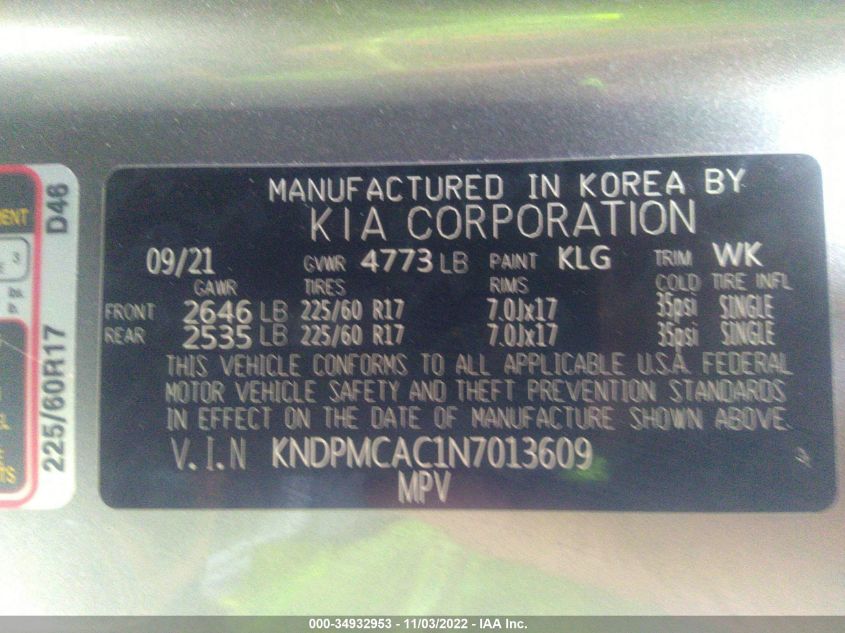 MANUFACTURED IN KOREA BY
KIA CORPORATION
09/21 GVWR 4773 LB PAINT KLG TRIM WK
GAWR TIRES RIMS COLD TIRE INFL
FRONT 2646 LB 225/60 R17 7.0Jx17 35psi SINGLE
REAR 2535 LB 225/60 R17 7.0Jx17 35psi SINGLE
THIS VEHICLE CONFORMS TO ALL APPLICABLE U.S.A. FEDERAL
MOTOR VEHICLE SAFETY AND THEFT PREVENTION STANDARDS
IN EFFECT ON THE DATE OF MANUFACTURE SHOWN ABOVE.
V.I.N KNDPMCAC1N7013609
MPV
225/60R17 D46
3
000-34932953 - 11/03/2022 - IAA Inc.